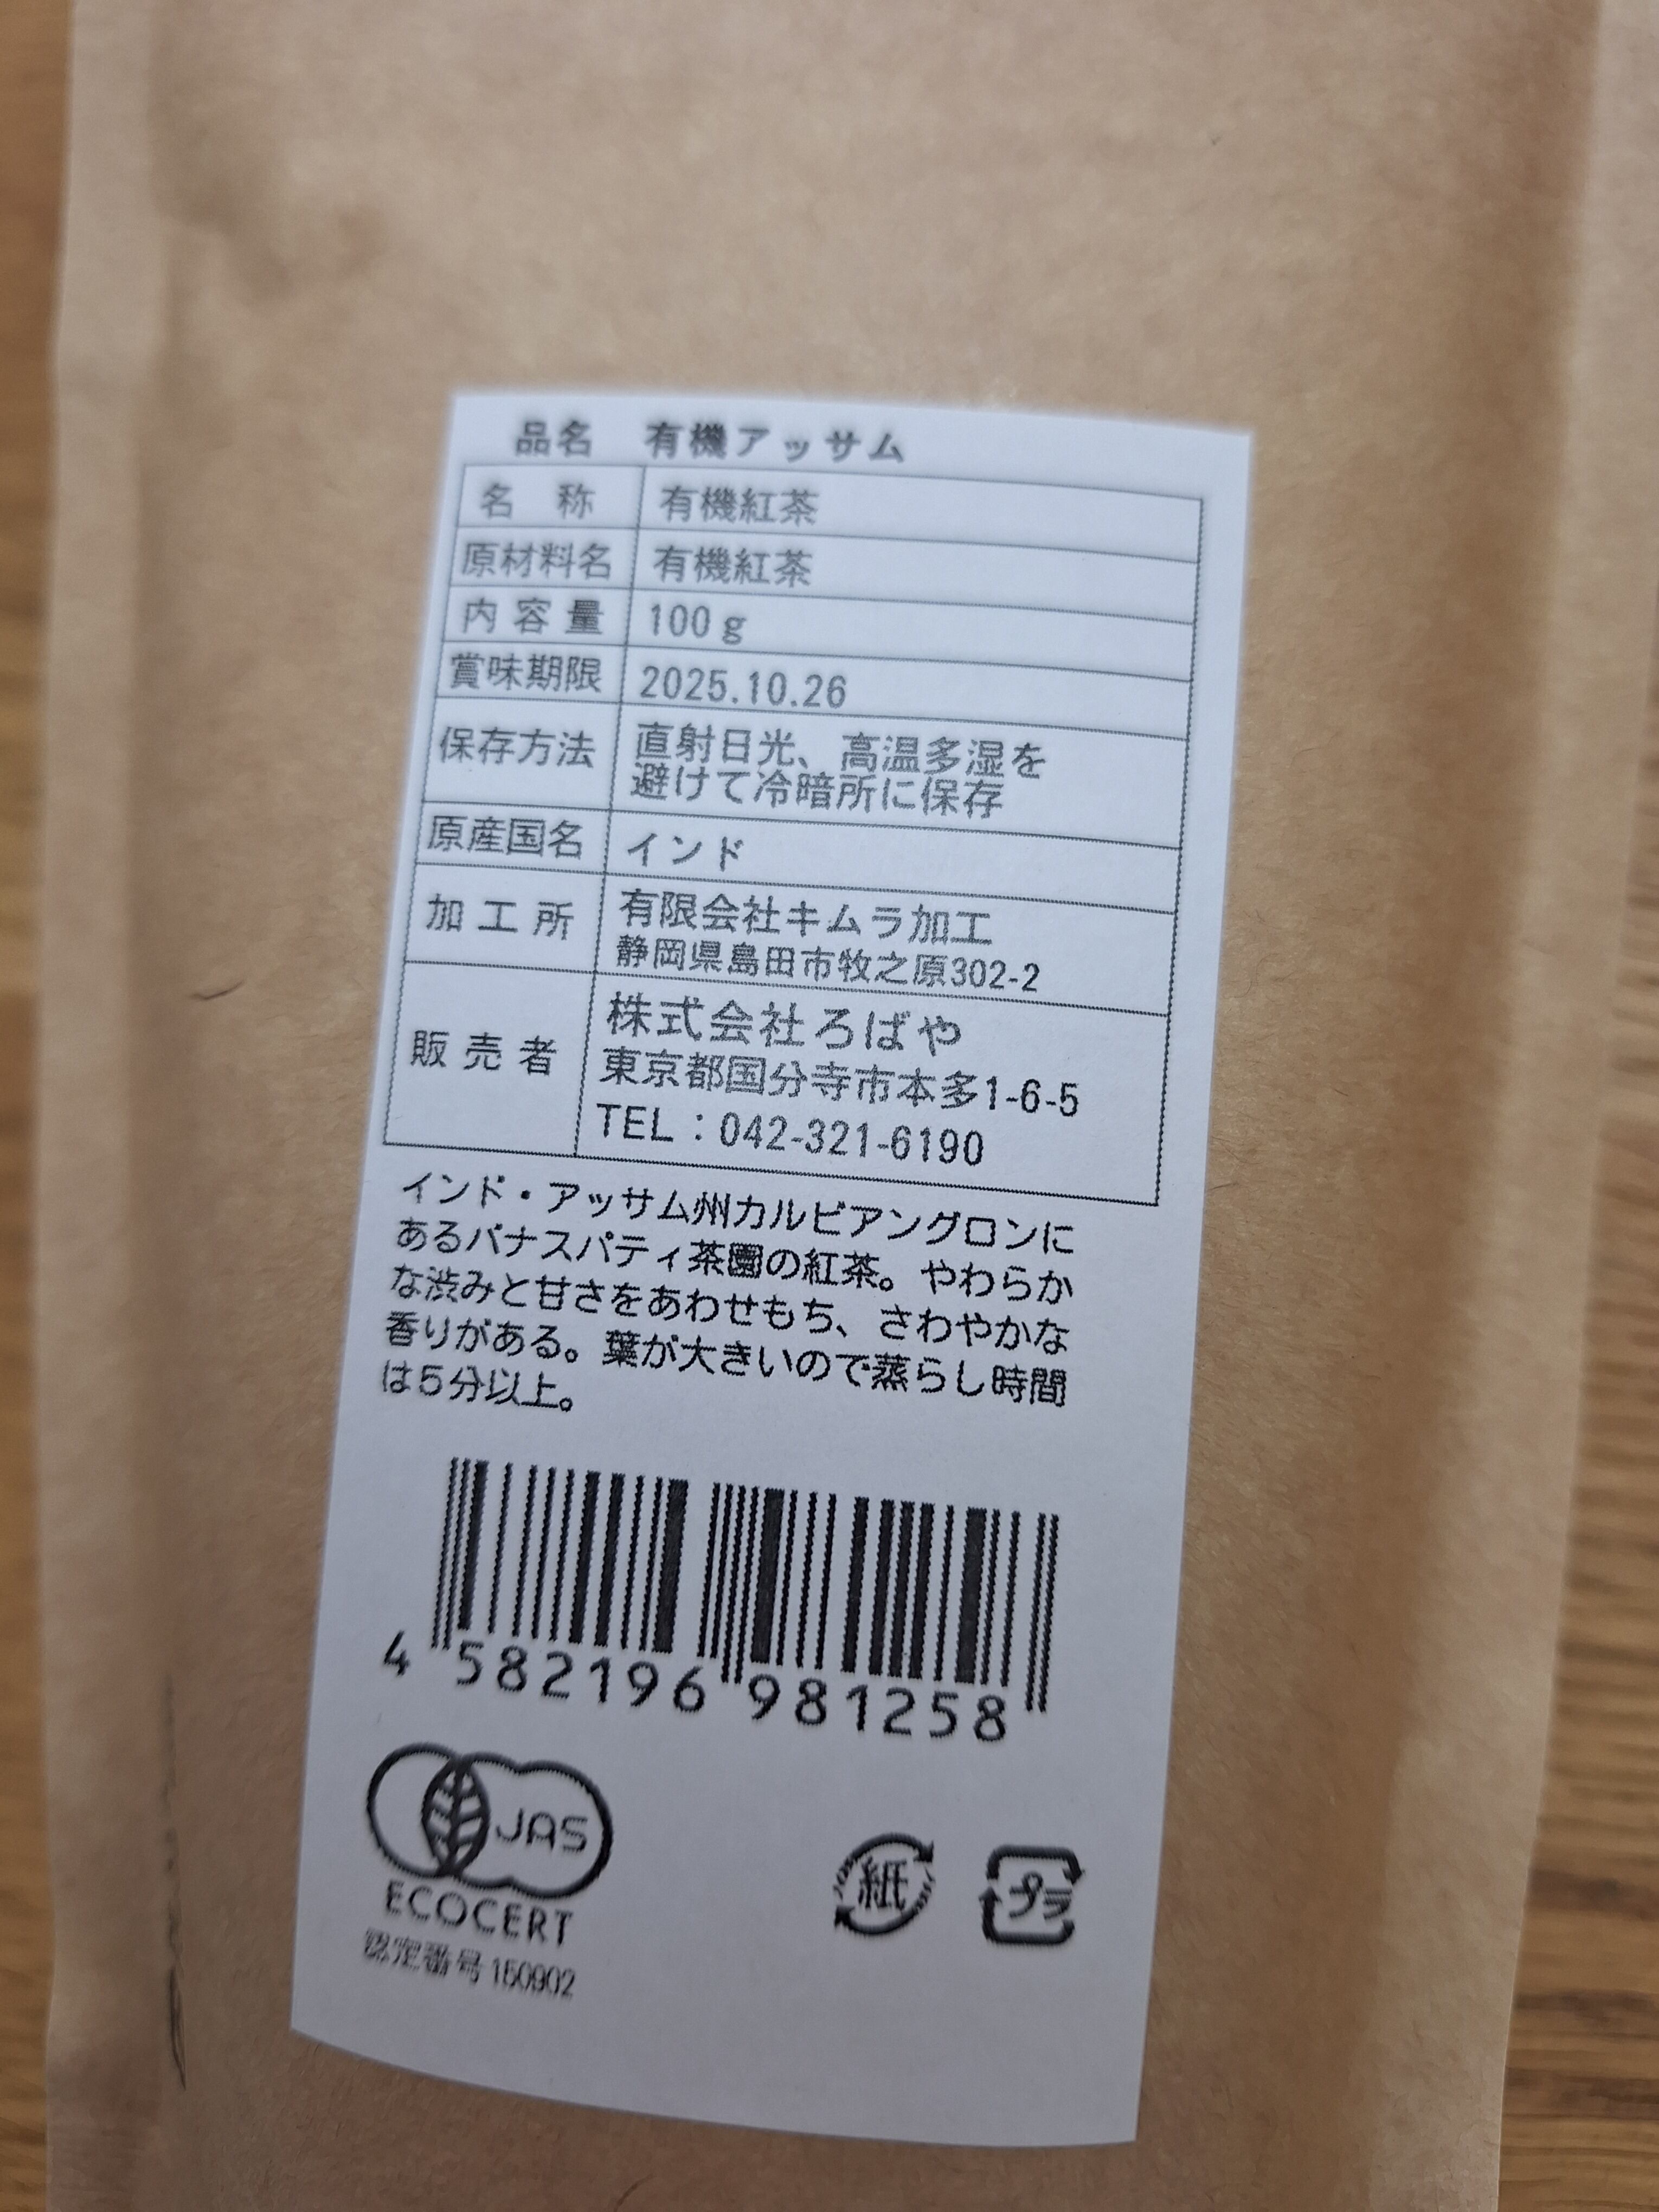 品名 有機アッサム
名 称 有機紅茶
原材料名 有機紅茶
内容量 100g
賞味期限 2025.10.26
保存方法 直射日光、高温多湿を
避けて冷暗所に保存
原産国名 インド
加工所 有限会社キムラ加工
静岡県島田市牧之原302-2
販売者 株式会社ろばや
東京都国分寺市本多1-6-5
TEL：042-321-6190
インド・アッサム州カルビアングロンに
あるバナスパティ茶園の紅茶。やわらか
な渋みと甘さをあわせもち、さわやかな
香りがある。葉が大きいので蒸らし時間
は5分以上。
4 582196 981258
JAS
ECOCERT
認定番号 150902
紙
プラ